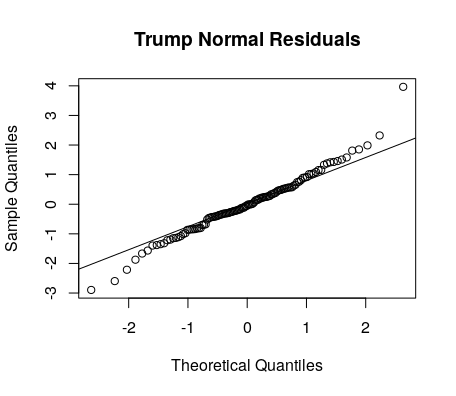 Trump Normal Residuals
Sample Quantiles
4
3
2
1
0
-1
-2
-3
-2 -1 0 1 2
Theoretical Quantiles